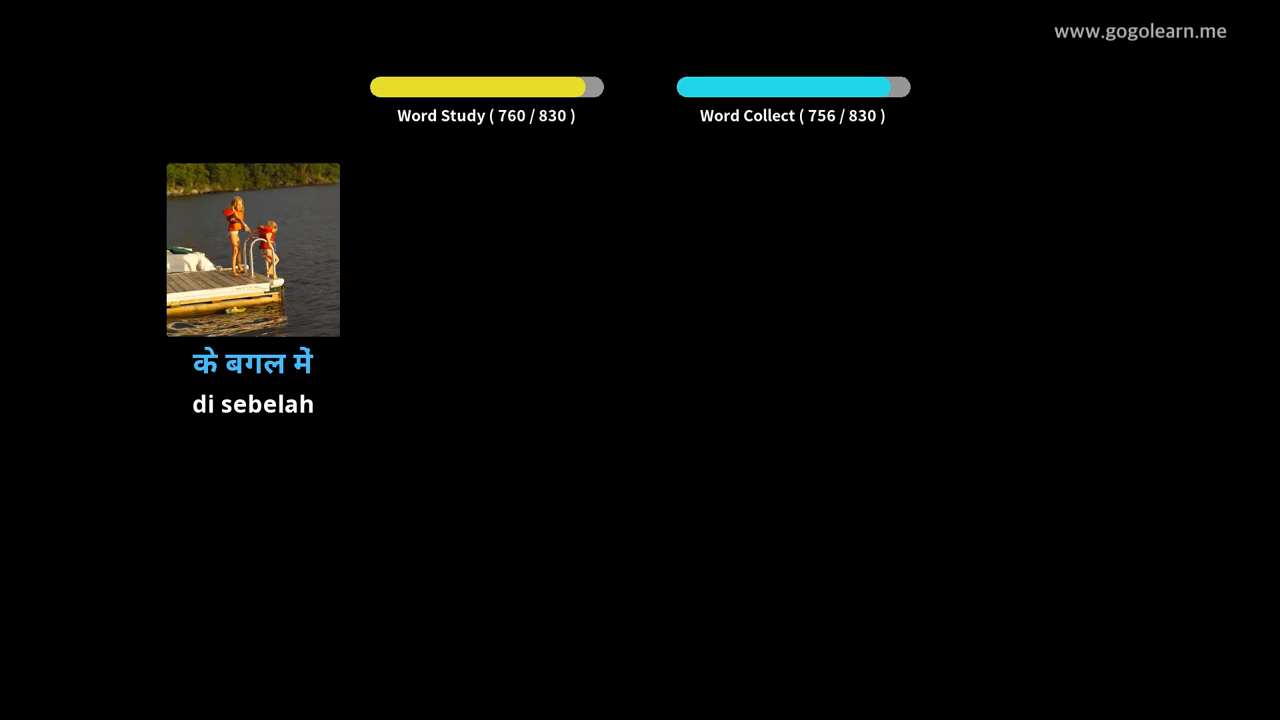 www.gogolearn.me
Word Study ( 760 / 830 )
Word Collect ( 756 / 830 )
के बगल में
di sebelah